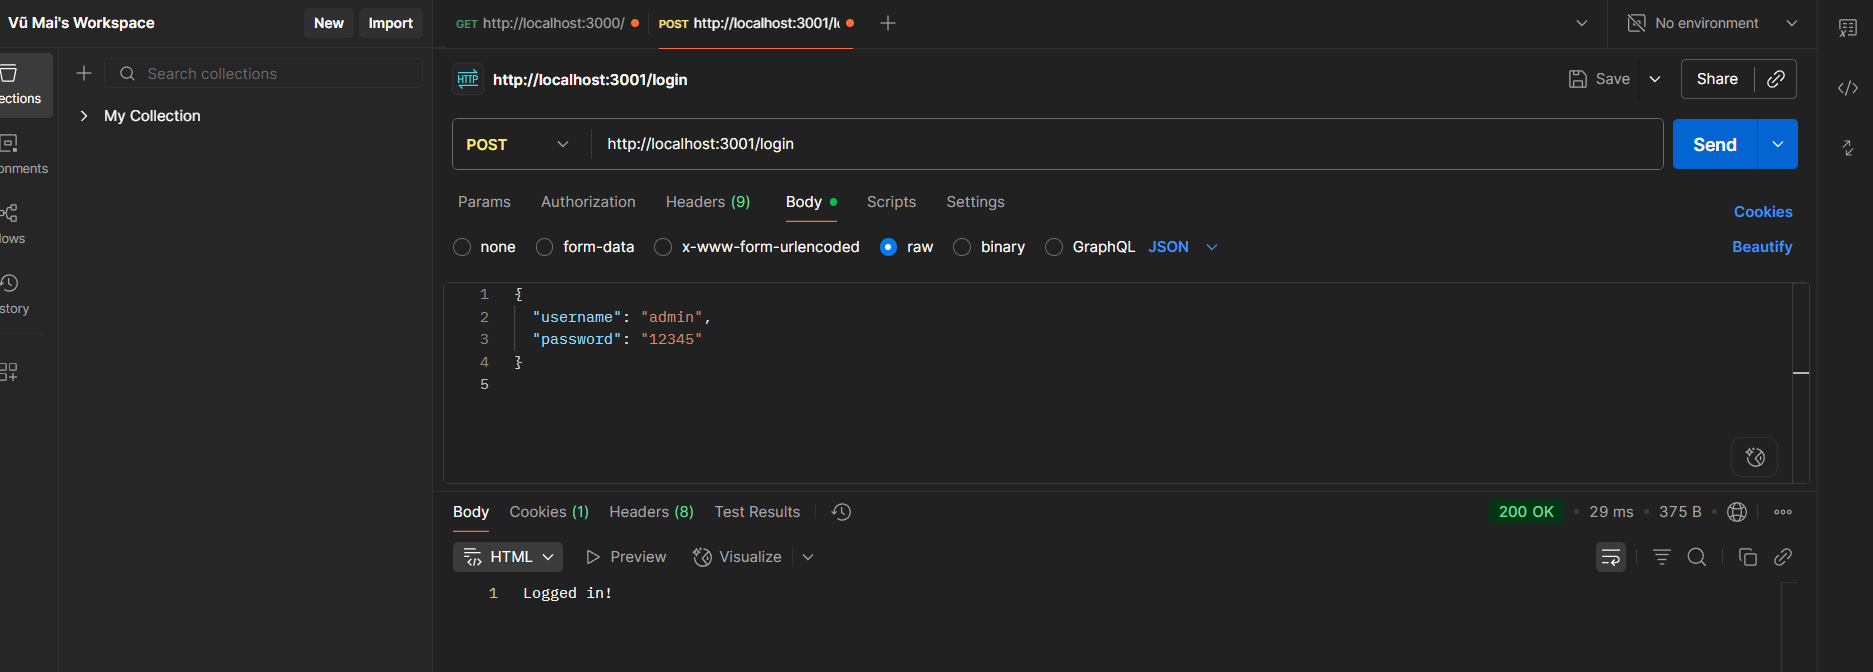 Vũ Mai's Workspace
New
Import
GET http://localhost:3000/
POST http://localhost:3001/l
No environment
ections
Search collections
My Collection
onments
lows
story
HTTP http://localhost:3001/login
Save
Share
POST
http://localhost:3001/login
Send
Params
Authorization
Headers (9)
Body
Scripts
Settings
Cookies
none
form-data
x-www-form-urlencoded
raw
binary
GraphQL
JSON
Beautify
1 {
2 "username": "admin",
3 "password": "12345"
4 }
5
Body
Cookies (1)
Headers (8)
Test Results
200 OK
29 ms
375 B
HTML
Preview
Visualize
1 Logged in!